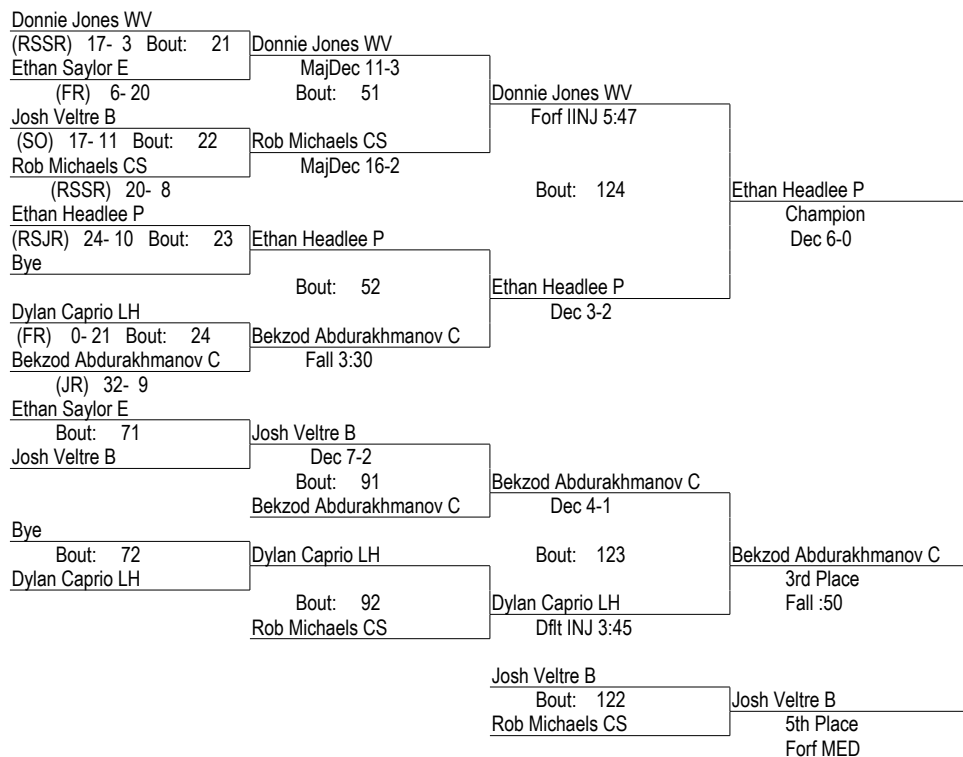 Donnie Jones WV
(RSSR) 17- 3 Bout: 21
Ethan Saylor E
(FR) 6- 20
Josh Veltre B
(SO) 17- 11 Bout: 22
Rob Michaels CS
(RSSR) 20- 8
Ethan Headlee P
(RSJR) 24- 10 Bout: 23
Bye
Dylan Caprio LH
(FR) 0- 21 Bout: 24
Bekzod Abdurakhmanov C
(JR) 32- 9
Ethan Saylor E
Bout: 71
Josh Veltre B
Bye
Bout: 72
Dylan Caprio LH
Donnie Jones WV
MajDec 11-3
Bout: 51
Rob Michaels CS
MajDec 16-2
Ethan Headlee P
Bout: 52
Bekzod Abdurakhmanov C
Fall 3:30
Josh Veltre B
Dec 7-2
Bout: 91
Bekzod Abdurakhmanov C
Dylan Caprio LH
Bout: 92
Rob Michaels CS
Donnie Jones WV
Forf IINJ 5:47
Bout: 124
Ethan Headlee P
Dec 3-2
Bekzod Abdurakhmanov C
Dec 4-1
Bout: 123
Dylan Caprio LH
Dflt INJ 3:45
Josh Veltre B
Bout: 122
Rob Michaels CS
Ethan Headlee P
Champion
Dec 6-0
Bekzod Abdurakhmanov C
3rd Place
Fall :50
Josh Veltre B
5th Place
Forf MED